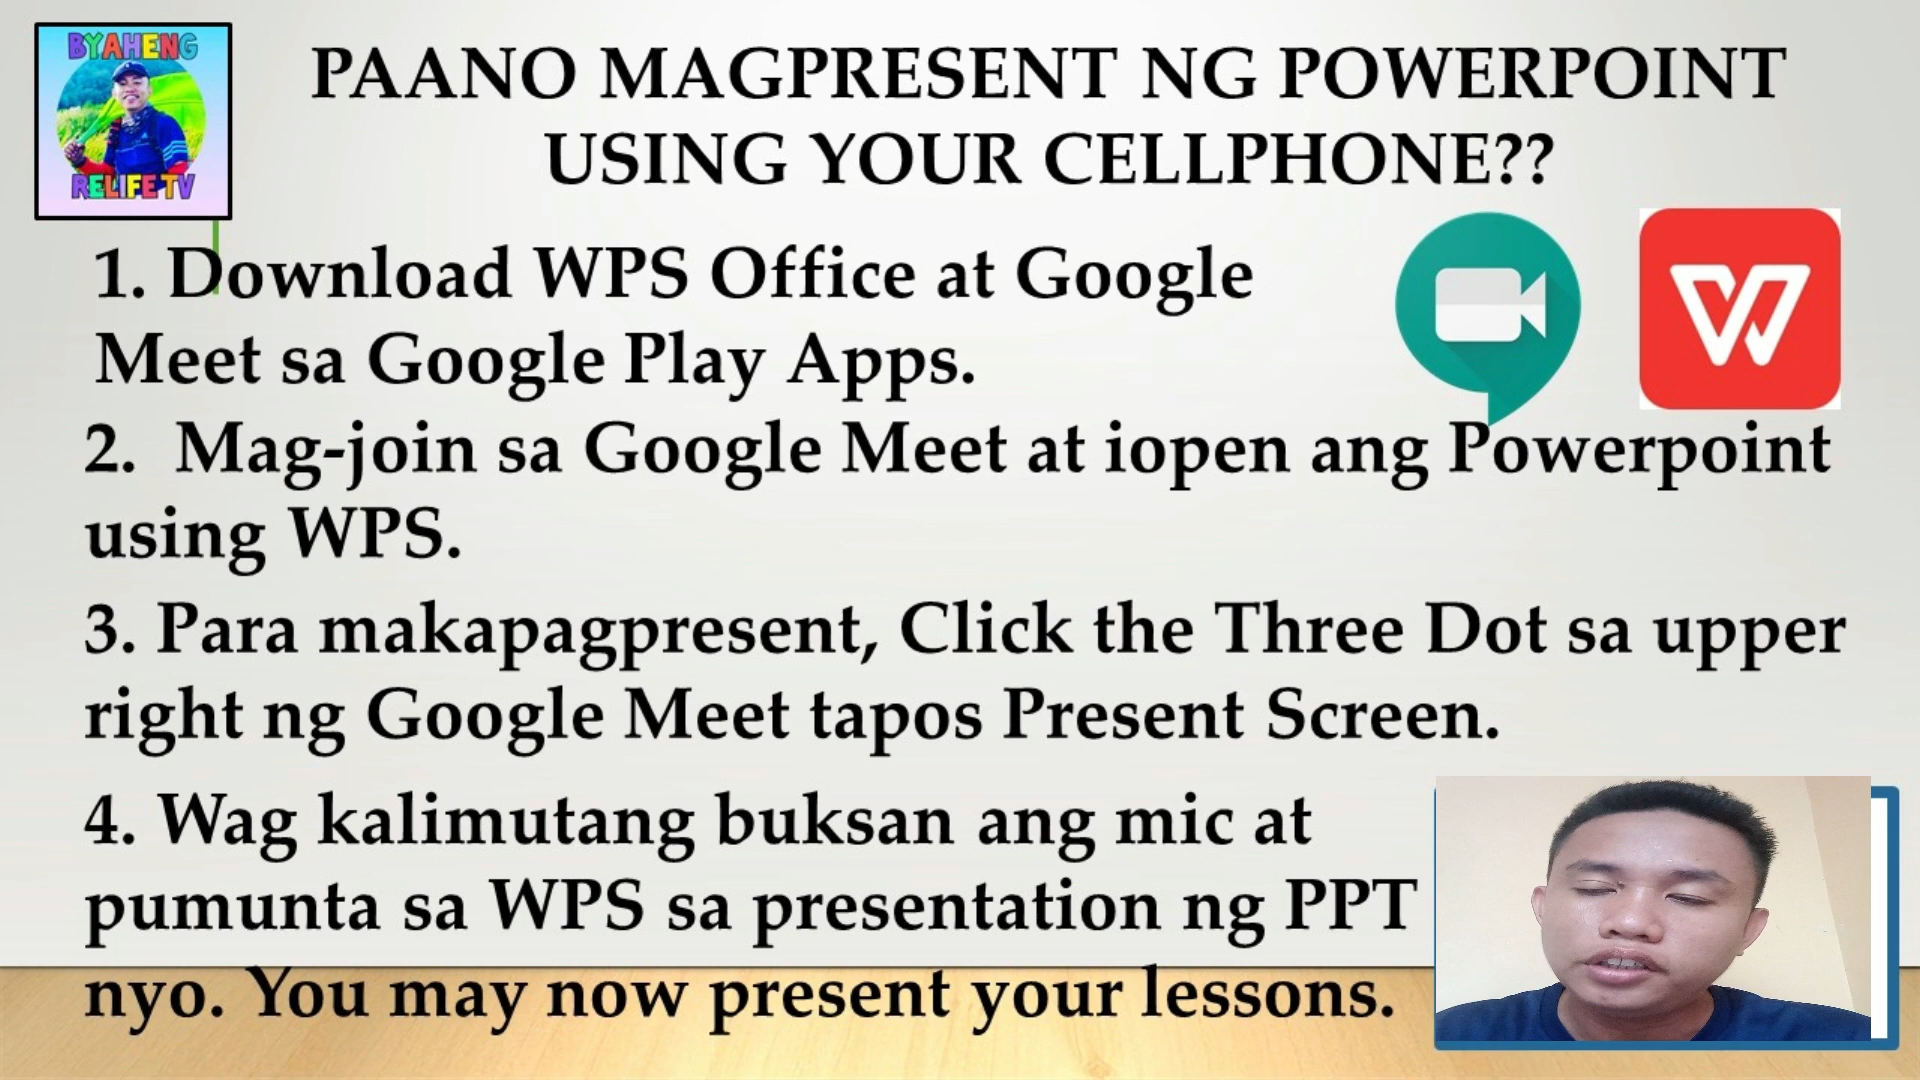 BYAHENG
RELIFE TV
PAANO MAGPRESENT NG POWERPOINT
USING YOUR CELLPHONE??
1. Download WPS Office at Google
Meet sa Google Play Apps.
2. Mag-join sa Google Meet at iopen ang Powerpoint
using WPS.
3. Para makapagpresent, Click the Three Dot sa upper
right ng Google Meet tapos Present Screen.
4. Wag kalimutang buksan ang mic at
pumunta sa WPS sa presentation ng PPT
nyo. You may now present your lessons.